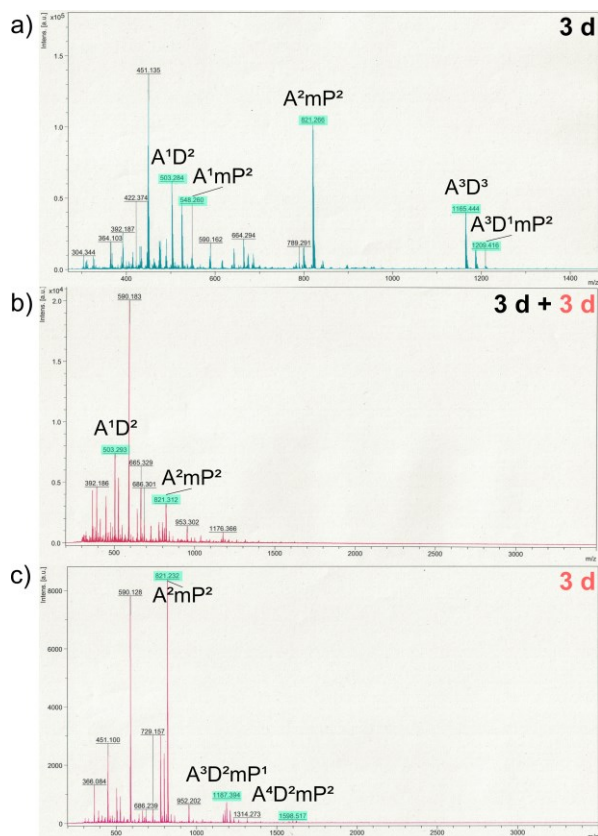 a)
3 d
Intens. [a.u.]
x10⁵
1.5
1.0
0.5
0.0
451.135
A²mP²
821.266
A¹D²
503.284
A¹mP²
548.260
422.374
392.187
364.103
304.344
590.162
664.294
789.291
A³D³
1165.444
A³D¹mP²
1209.416
400
600
800
1000
1200
1400
m/z
b)
3 d + 3 d
Intens. [a.u.]
x10⁴
2.0
1.5
1.0
0.5
0.0
590.183
A¹D²
503.293
665.329
392.186
686.301
A²mP²
821.312
953.302
1176.366
500
1000
1500
2000
2500
3000
m/z
c)
3 d
Intens. [a.u.]
8000
6000
4000
2000
0
821.232
A²mP²
590.128
729.157
451.100
366.084
686.239
952.202
A³D²mP¹
1187.394
1314.273
A⁴D²mP²
1598.517
500
1000
1500
2000
2500
3000
m/z